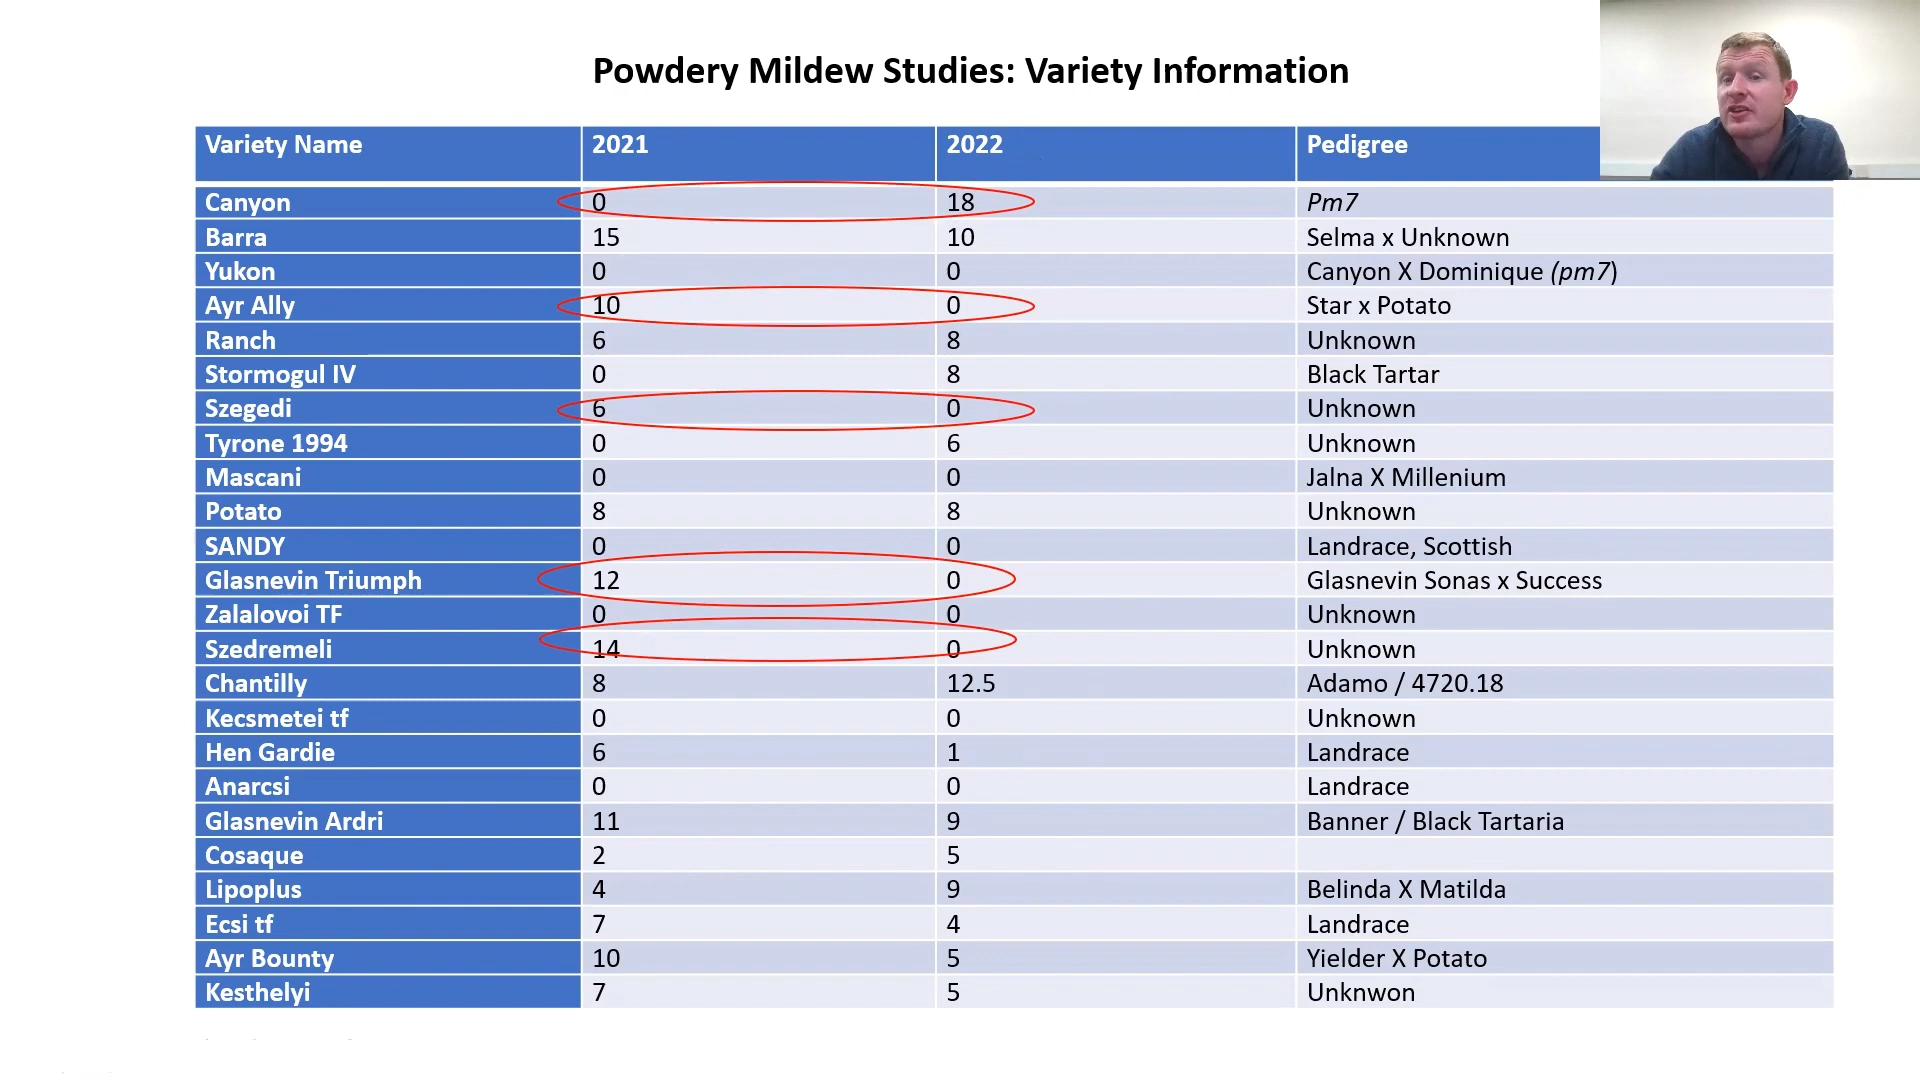 Powdery Mildew Studies: Variety Information
Variety Name 2021 2022 Pedigree
Canyon 0 18 Pm7
Barra 15 10 Selma x Unknown
Yukon 0 0 Canyon X Dominique (pm7)
Ayr Ally 10 0 Star x Potato
Ranch 6 8 Unknown
Stormogul IV 0 8 Black Tartar
Szegedi 6 0 Unknown
Tyrone 1994 0 6 Unknown
Mascani 0 0 Jalna X Millenium
Potato 8 8 Unknown
SANDY 0 0 Landrace, Scottish
Glasnevin Triumph 12 0 Glasnevin Sonas x Success
Zalalovoi TF 0 0 Unknown
Szedremeli 14 0 Unknown
Chantilly 8 12.5 Adamo / 4720.18
Kecsmetei tf 0 0 Unknown
Hen Gardie 6 1 Landrace
Anarcsi 0 0 Landrace
Glasnevin Ardri 11 9 Banner / Black Tartaria
Cosaque 2 5
Lipoplus 4 9 Belinda X Matilda
Ecsi tf 7 4 Landrace
Ayr Bounty 10 5 Yielder X Potato
Kesthelyi 7 5 Unknwon